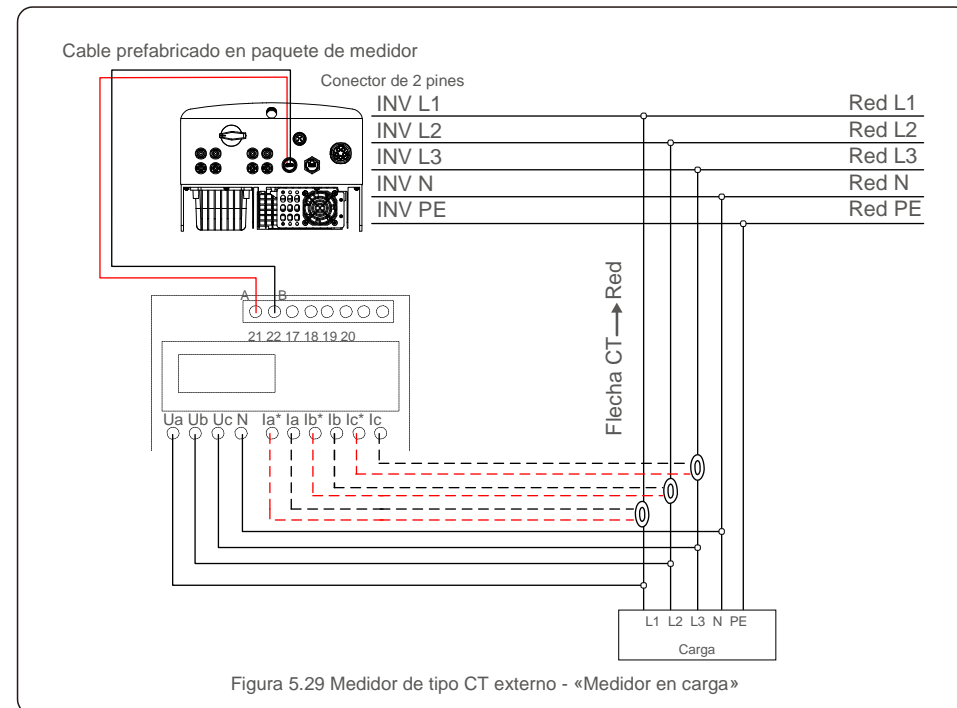 Cable prefabricado en paquete de medidor
Conector de 2 pines
INV L1
Red L1
INV L2
Red L2
INV L3
Red L3
INV N
Red N
INV PE
Red PE
Flecha CT → Red
A B
21 22 17 18 19 20
Ua Ub Uc N Ia* Ia Ib* Ib Ic* Ic
L1 L2 L3 N PE
Carga
Figura 5.29 Medidor de tipo CT externo - «Medidor en carga»